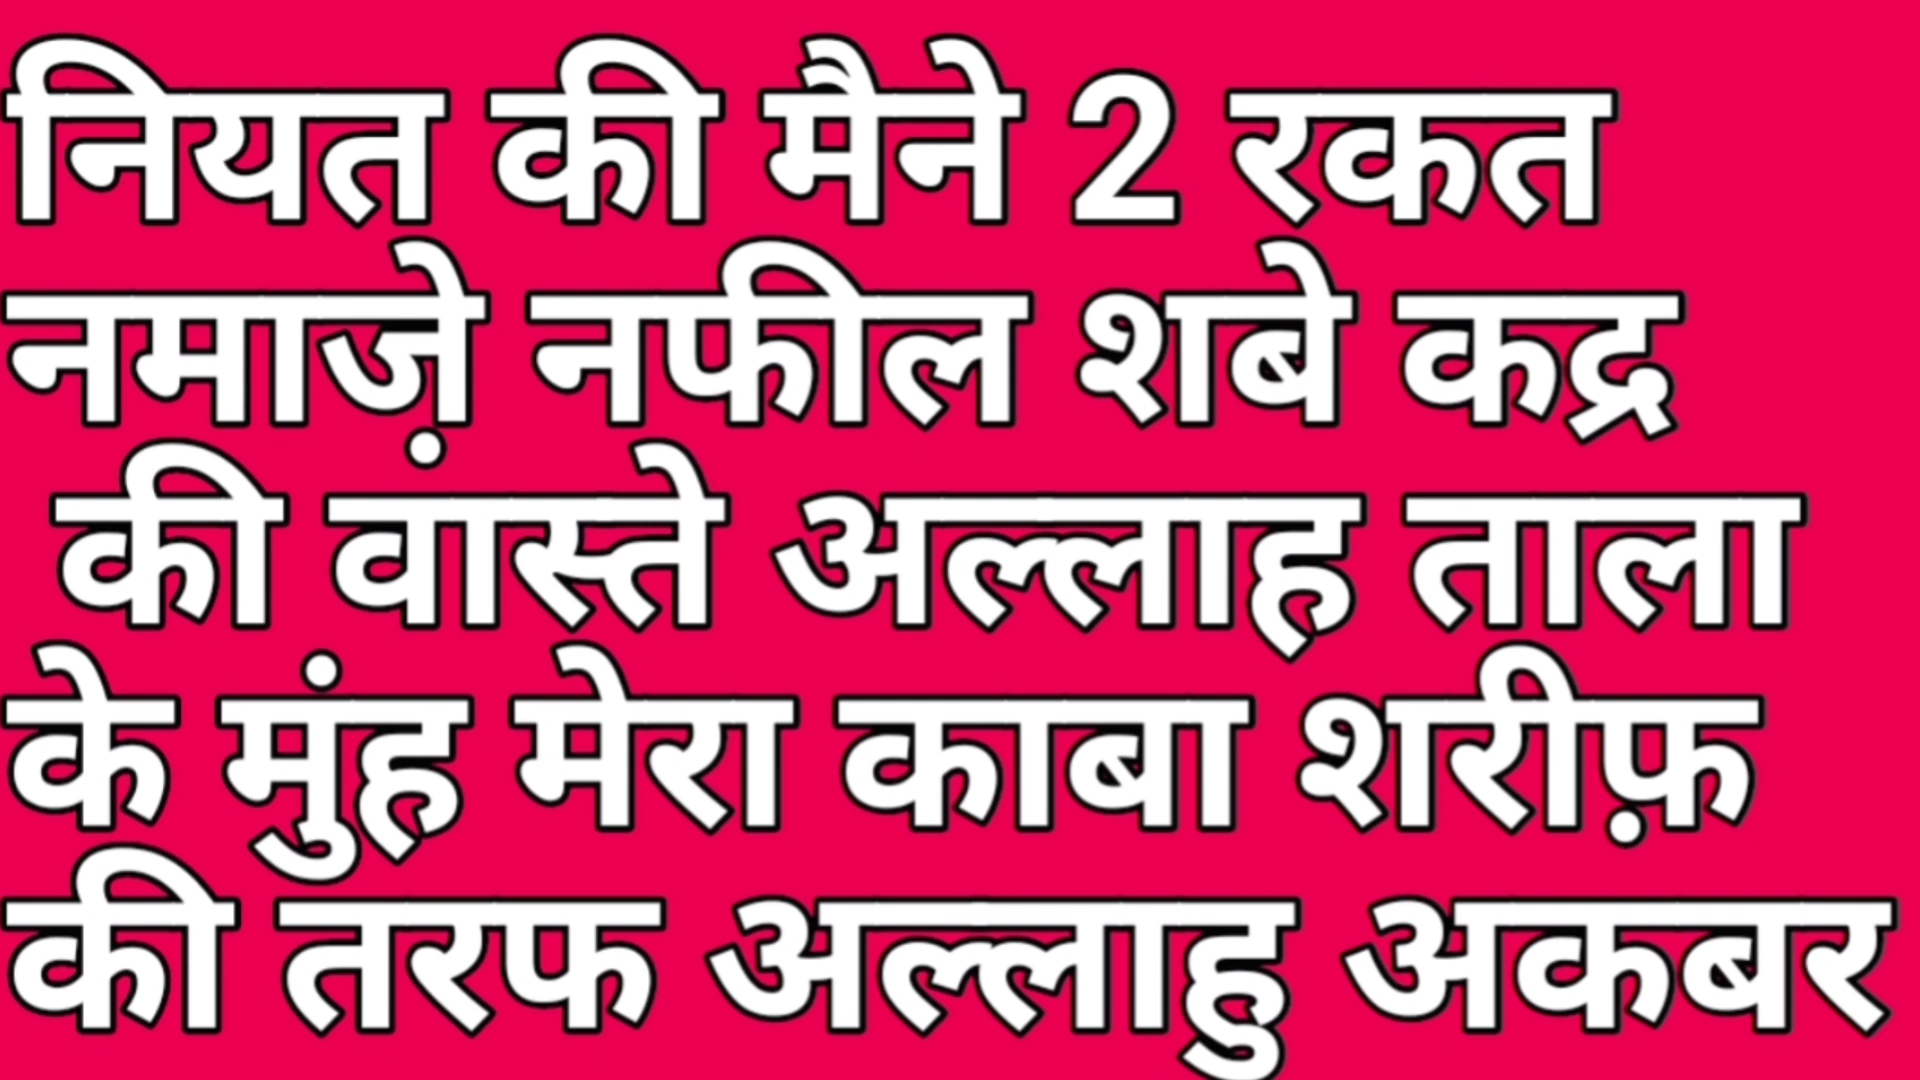 नियत की मैने 2 रकत
नमाज़े नफील शबे कद्र
की वास्ते अल्लाह ताला
के मुंह मेरा काबा शरीफ़
की तरफ अल्लाहु अकबर